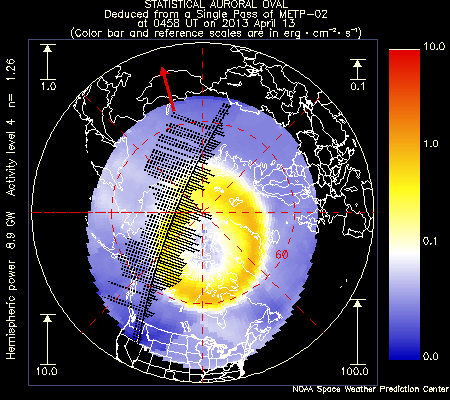 STATISTICAL AURORAL OVAL
Deduced from a Single Pass of METP-02
at 0458 UT on 2013 April 13
(Color bar and reference scales are in erg · cm⁻² · s⁻¹)
Hemispheric power 8.9 GW Activity level 4 n= 1.26
1.0
0.1
10.0
100.0
60
10.0
1.0
0.1
0.0
NOAA Space Weather Prediction Center